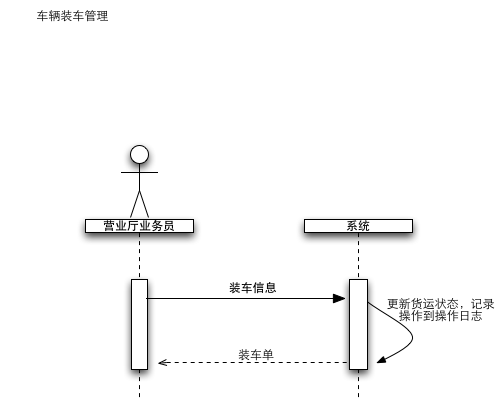 车辆装车管理
营业厅业务员
系统
装车信息
更新货运状态，记录
操作到操作日志
装车单